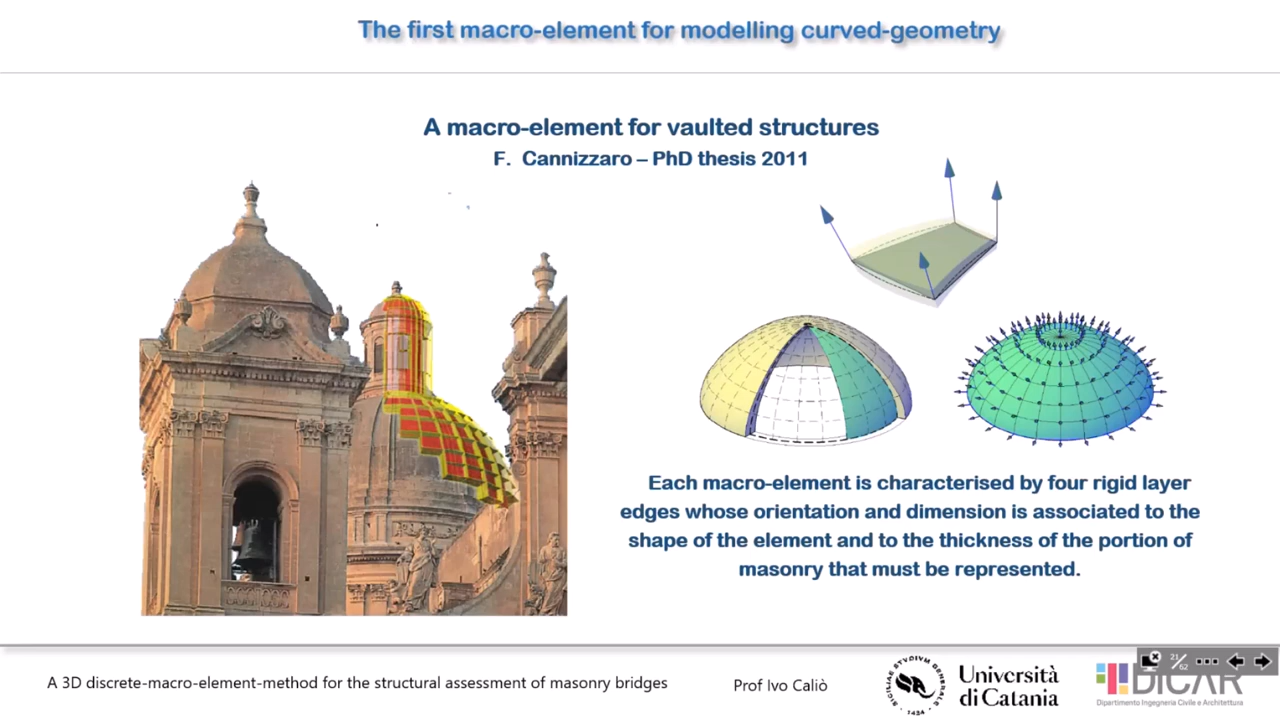 The first macro-element for modelling curved-geometry
A macro-element for vaulted structures
F. Cannizzaro – PhD thesis 2011
Each macro-element is characterised by four rigid layer
edges whose orientation and dimension is associated to the
shape of the element and to the thickness of the portion of
masonry that must be represented.
A 3D discrete-macro-element-method for the structural assessment of masonry bridges
Prof Ivo Caliò
SICILIAE STVDIVM GENERALE
1434
Università
di Catania
21/62
DICAR
Dipartimento Ingegneria Civile e Architettura